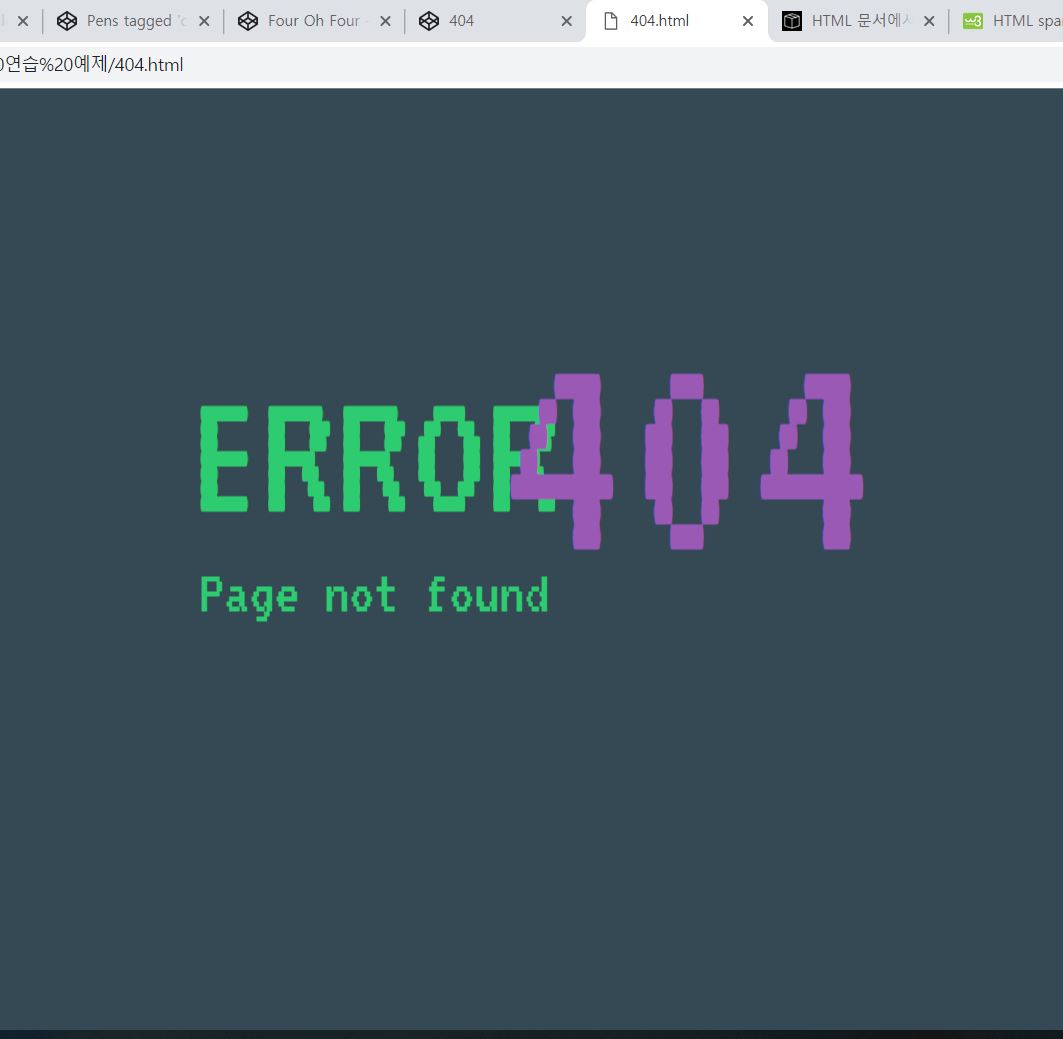 Pens tagged 'c
Four Oh Four
404
404.html
HTML 문서에서
HTML spa
0연습%20예제/404.html
ERROR 404
Page not found